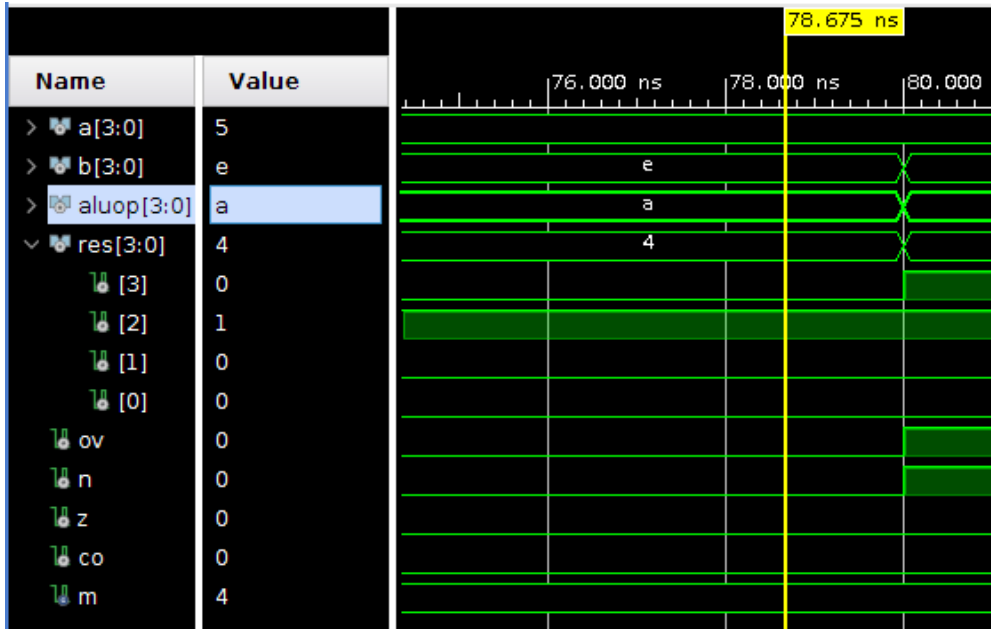 78.675 ns
Name Value
76.000 ns 78.000 ns 80.000
a[3:0] 5
b[3:0] e e
aluop[3:0] a a
res[3:0] 4 4
[3] 0
[2] 1
[1] 0
[0] 0
ov 0
n 0
z 0
co 0
m 4